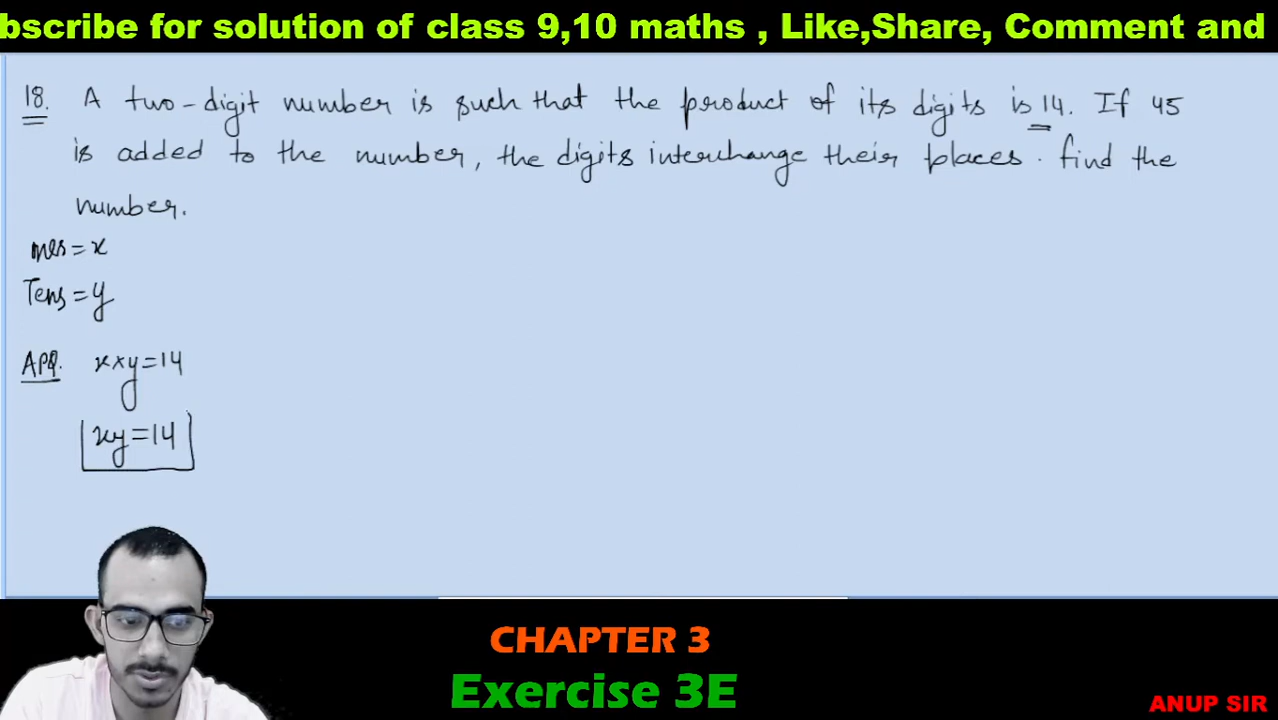 bscribe for solution of class 9,10 maths , Like,Share, Comment and
18. A two-digit number is such that the product of its digits is 14. If 45
is added to the number, the digits interchange their places. find the
number.
ones = x
Tens = y
APQ. x×y=14
xy=14
CHAPTER 3
Exercise 3E
ANUP SIR